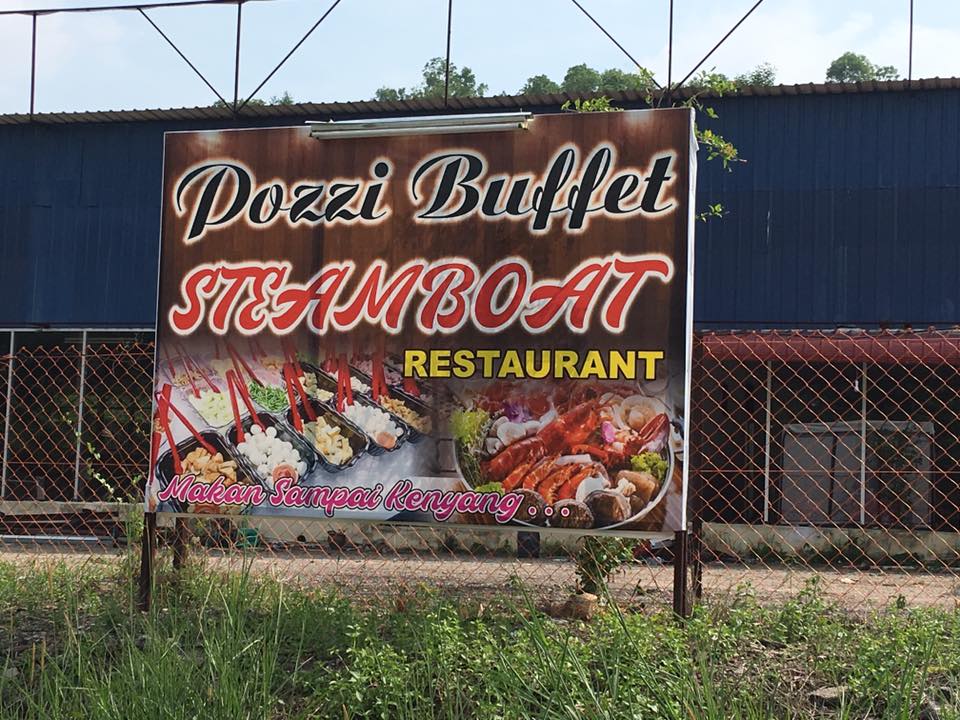 Pozzi Buffet
STEAMBOAT
RESTAURANT
Makan Sampai Kenyang...